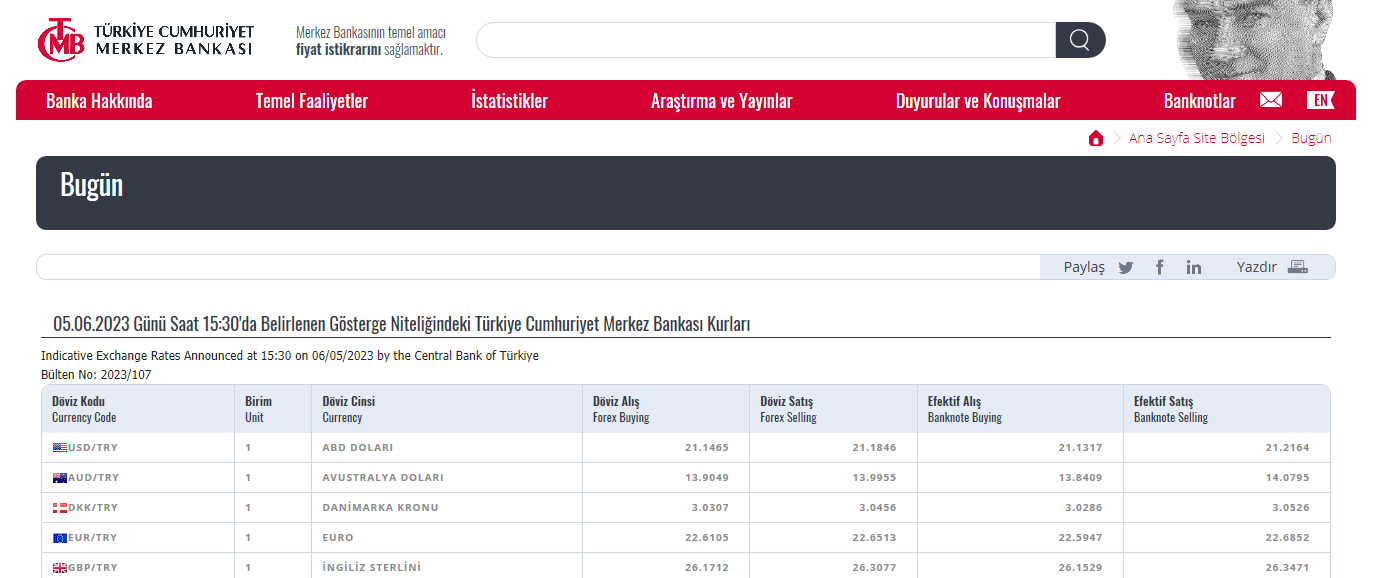 TÜRKİYE CUMHURİYET
MERKEZ BANKASI
Merkez Bankasının temel amacı
fiyat istikrarını sağlamaktır.
Banka Hakkında Temel Faaliyetler İstatistikler Araştırma ve Yayınlar Duyurular ve Konuşmalar Banknotlar EN
Ana Sayfa Site Bölgesi Bugün
Bugün
Paylaş Yazdır
05.06.2023 Günü Saat 15:30'da Belirlenen Gösterge Niteliğindeki Türkiye Cumhuriyet Merkez Bankası Kurları
Indicative Exchange Rates Announced at 15:30 on 06/05/2023 by the Central Bank of Türkiye
Bülten No: 2023/107
Döviz Kodu Birim Döviz Cinsi Döviz Alış Döviz Satış Efektif Alış Efektif Satış
Currency Code Unit Currency Forex Buying Forex Selling Banknote Buying Banknote Selling
USD/TRY 1 ABD DOLARI 21.1465 21.1846 21.1317 21.2164
AUD/TRY 1 AVUSTRALYA DOLARI 13.9049 13.9955 13.8409 14.0795
DKK/TRY 1 DANİMARKA KRONU 3.0307 3.0456 3.0286 3.0526
EUR/TRY 1 EURO 22.6105 22.6513 22.5947 22.6852
GBP/TRY 1 İNGİLİZ STERLİNİ 26.1712 26.3077 26.1529 26.3471